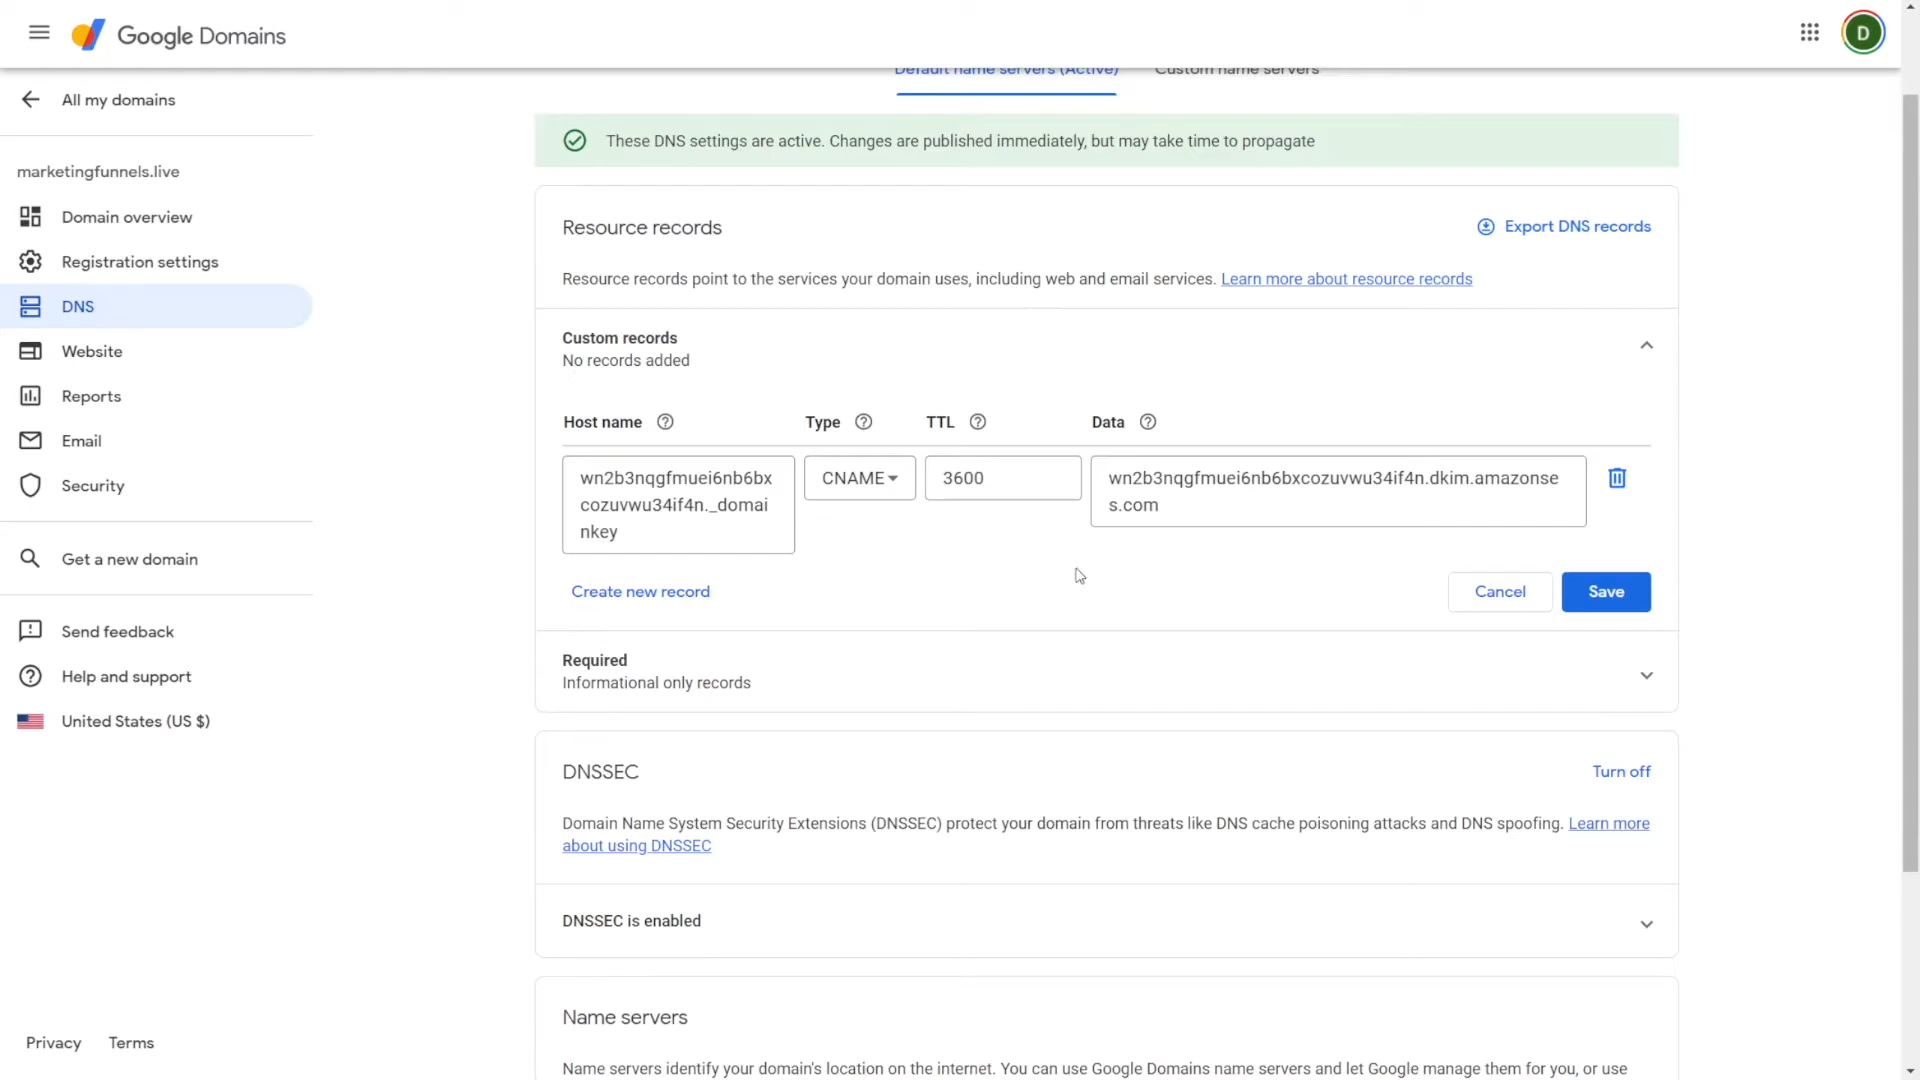 Google Domains
D
Default name servers (Active)
Custom name servers
All my domains
marketingfunnels.live
Domain overview
Registration settings
DNS
Website
Reports
Email
Security
Get a new domain
Send feedback
Help and support
United States (US $)
Privacy
Terms
These DNS settings are active. Changes are published immediately, but may take time to propagate
Resource records
Export DNS records
Resource records point to the services your domain uses, including web and email services. Learn more about resource records
Custom records
No records added
Host name
Type
TTL
Data
wn2b3nqgfmuei6nb6bx
cozuvwu34if4n._domai
nkey
CNAME
3600
wn2b3nqgfmuei6nb6bxcozuvwu34if4n.dkim.amazonse
s.com
Create new record
Cancel
Save
Required
Informational only records
DNSSEC
Turn off
Domain Name System Security Extensions (DNSSEC) protect your domain from threats like DNS cache poisoning attacks and DNS spoofing. Learn more
about using DNSSEC
DNSSEC is enabled
Name servers
Name servers identify your domain's location on the internet. You can use Google Domains name servers and let Google manage them for you, or use